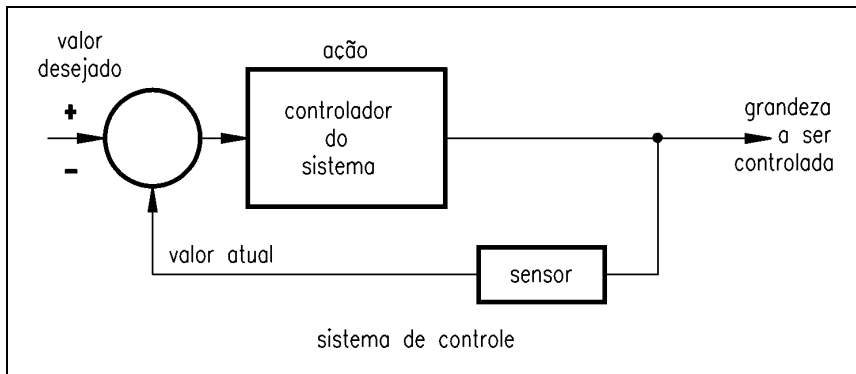 valor
desejado
+
-
ação
controlador
do
sistema
grandeza
a ser
controlada
valor atual
sensor
sistema de controle